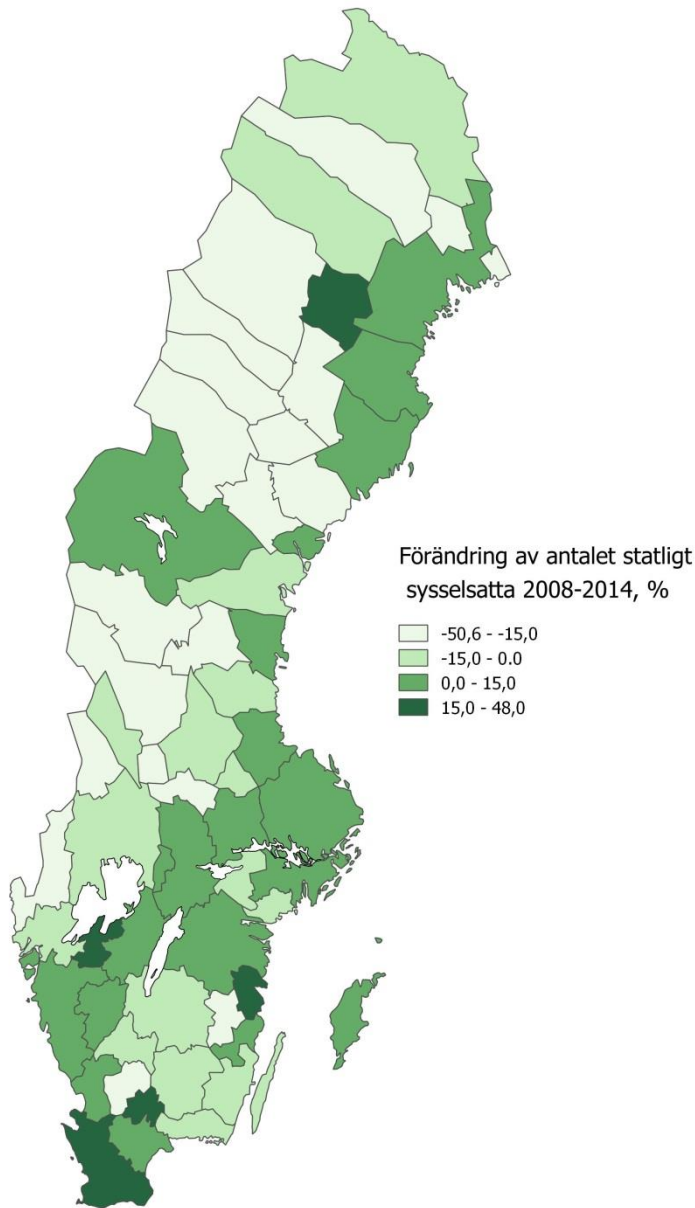 Förändring av antalet statligt
sysselsatta 2008-2014, %
-50,6 - -15,0
-15,0 - 0.0
0,0 - 15,0
15,0 - 48,0